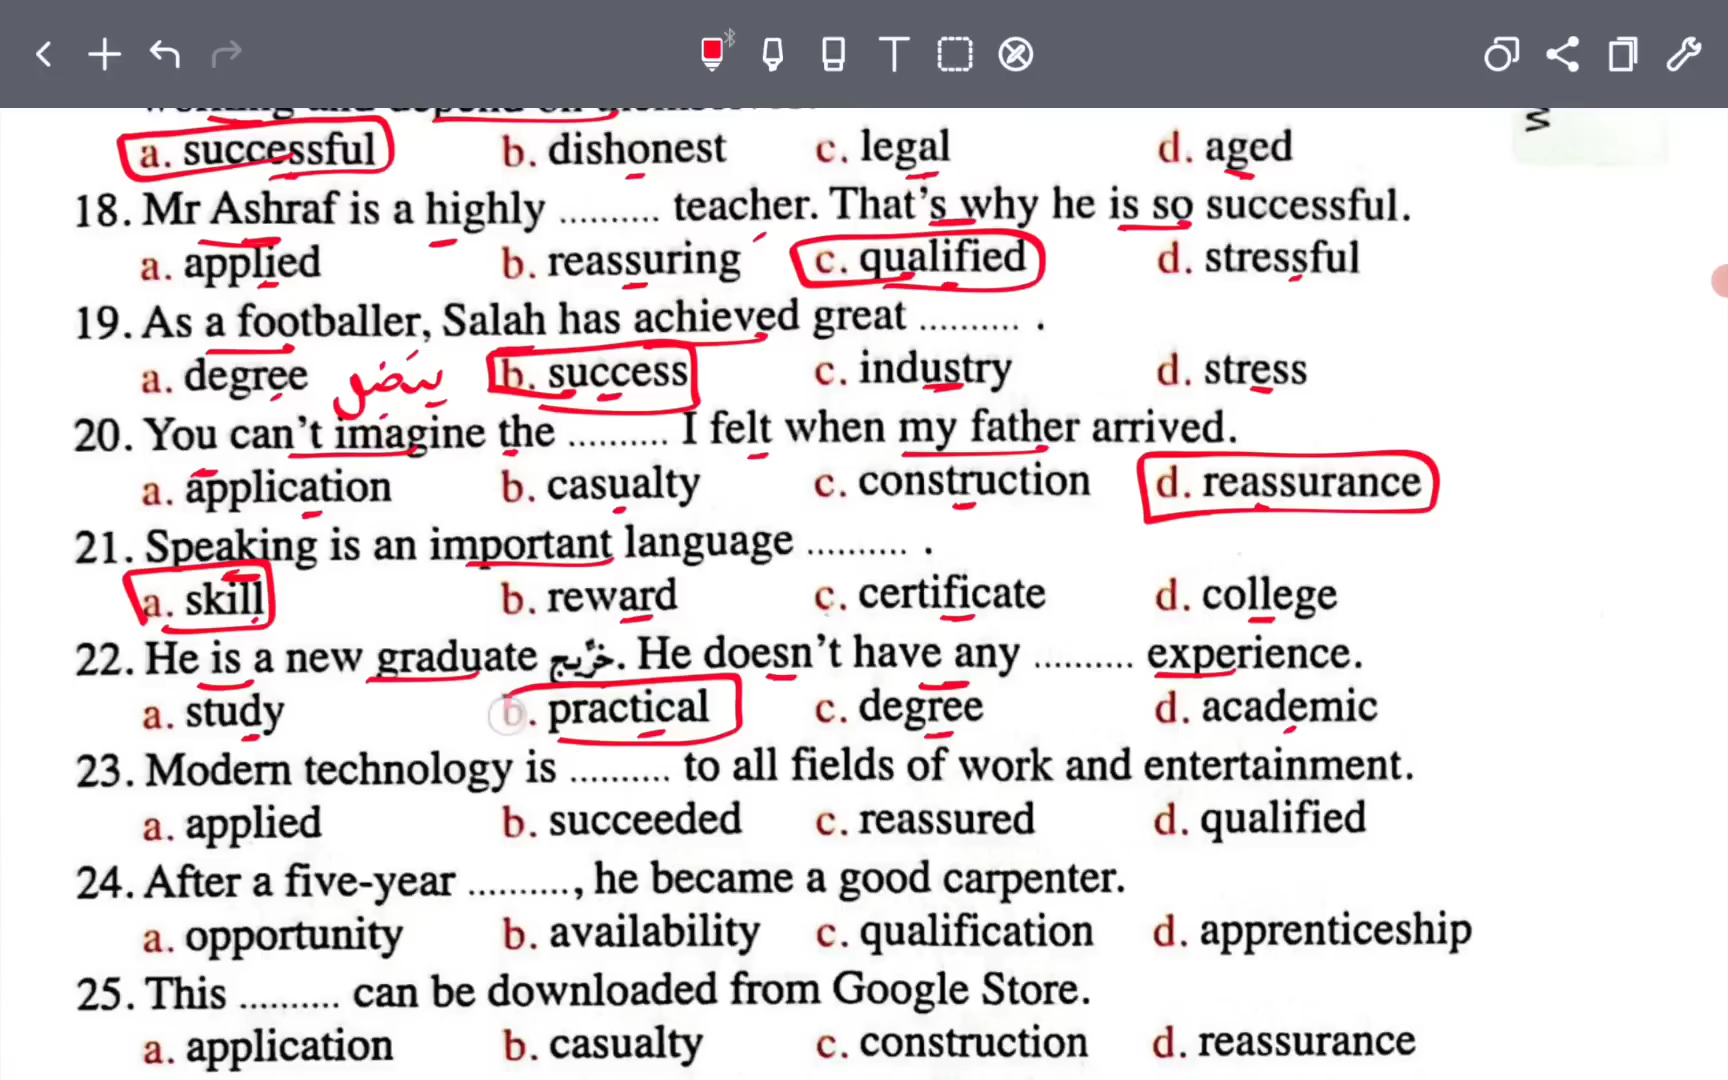 a. successful b. dishonest c. legal d. aged
18. Mr Ashraf is a highly .......... teacher. That's why he is so successful.
a. applied b. reassuring c. qualified d. stressful
19. As a footballer, Salah has achieved great .......... .
a. degree b. success c. industry d. stress
20. You can't imagine the .......... I felt when my father arrived.
a. application b. casualty c. construction d. reassurance
21. Speaking is an important language .......... .
a. skill b. reward c. certificate d. college
22. He is a new graduate خرِّيج. He doesn't have any .......... experience.
a. study b. practical c. degree d. academic
23. Modern technology is .......... to all fields of work and entertainment.
a. applied b. succeeded c. reassured d. qualified
24. After a five-year .........., he became a good carpenter.
a. opportunity b. availability c. qualification d. apprenticeship
25. This .......... can be downloaded from Google Store.
a. application b. casualty c. construction d. reassurance